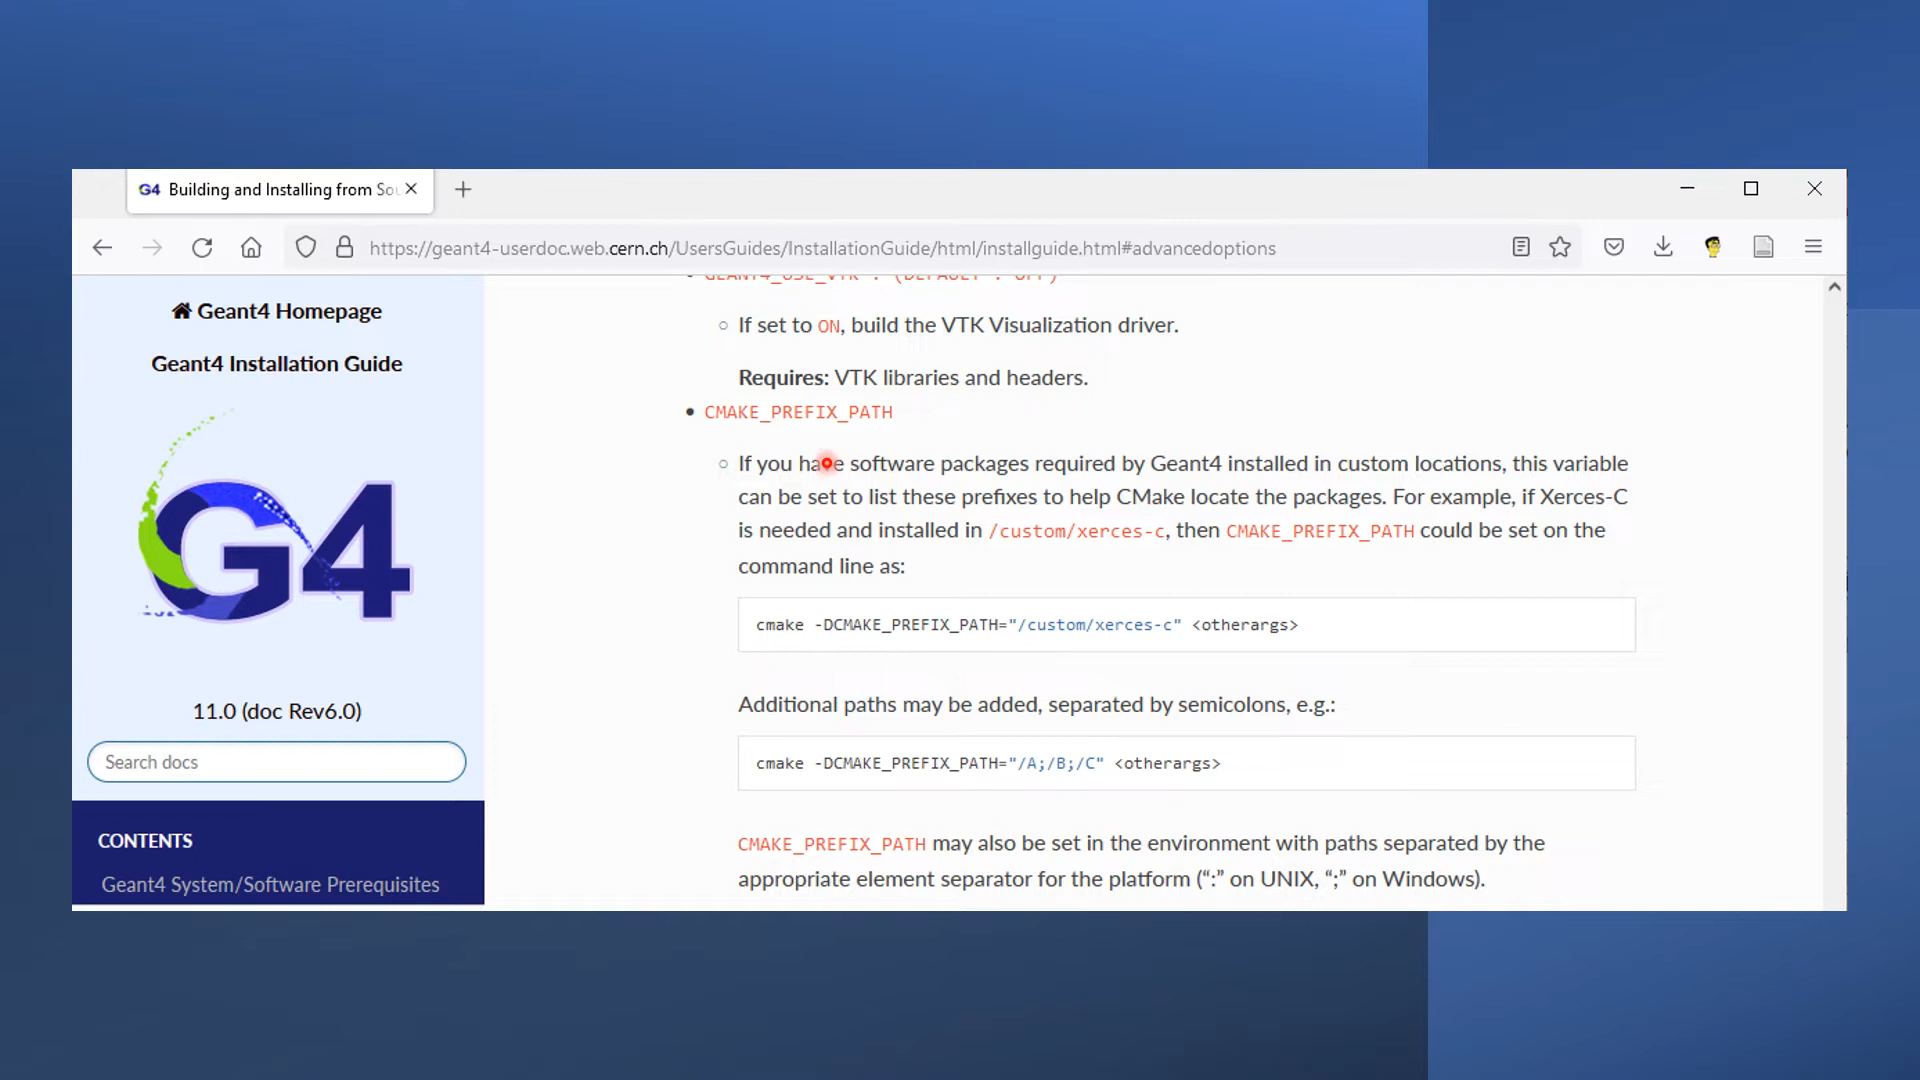 G4 Building and Installing from Sou
https://geant4-userdoc.web.cern.ch/UsersGuides/InstallationGuide/html/installguide.html#advancedoptions
Geant4 Homepage
Geant4 Installation Guide
G4
11.0 (doc Rev6.0)
Search docs
CONTENTS
Geant4 System/Software Prerequisites
GEANT4_USE_VTK : (DEFAULT : OFF)
If set to ON, build the VTK Visualization driver.
Requires: VTK libraries and headers.
CMAKE_PREFIX_PATH
If you have software packages required by Geant4 installed in custom locations, this variable
can be set to list these prefixes to help CMake locate the packages. For example, if Xerces-C
is needed and installed in /custom/xerces-c, then CMAKE_PREFIX_PATH could be set on the
command line as:
cmake -DCMAKE_PREFIX_PATH="/custom/xerces-c" <otherargs>
Additional paths may be added, separated by semicolons, e.g.:
cmake -DCMAKE_PREFIX_PATH="/A;/B;/C" <otherargs>
CMAKE_PREFIX_PATH may also be set in the environment with paths separated by the
appropriate element separator for the platform (“:” on UNIX, “;” on Windows).